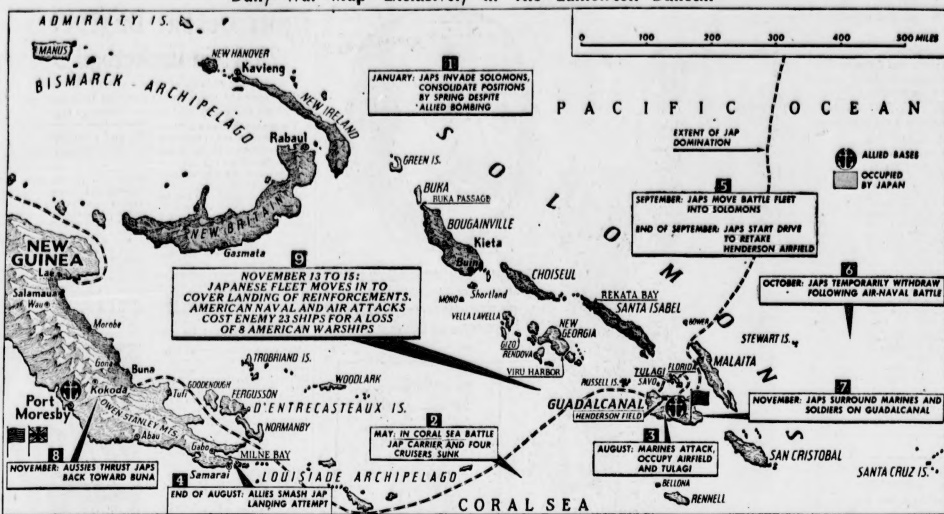 Daily War Map Exclusively in The
ADMIRALTY IS.
MANUS
BISMARCK ARCHIPELAGO
NEW HANOVER
Kavieng
NEW IRELAND
Rabaul
NEW BRITAIN
Gasmata
1
JANUARY: JAPS INVADE SOLOMONS,
CONSOLIDATE POSITIONS
BY SPRING DESPITE
ALLIED BOMBING
0 100 200 300 400 500 MILES
PACIFIC OCEAN
EXTENT OF JAP
DOMINATION
ALLIED BASES
OCCUPIED
BY JAPAN
SOLOMONS
GREEN IS.
BUKA
BUKA PASSAGE
BOUGAINVILLE
Kieta
Buin
MONO
Shortland
CHOISEUL
VELLA LAVELLA
GIZO
RENDOVA
NEW
GEORGIA
VIRU HARBOR
REKATA BAY
SANTA ISABEL
5
SEPTEMBER: JAPS MOVE BATTLE FLEET
INTO SOLOMONS
END OF SEPTEMBER: JAPS START DRIVE
TO RETAKE
HENDERSON AIRFIELD
6
OCTOBER: JAPS TEMPORARILY WITHDRAW
FOLLOWING AIR-NAVAL BATTLE
STEWART IS.
MALAITA
NEW
GUINEA
Lae
Salamaua
Wau
Mornbe
Gona
Buna
Kokoda
Tufi
Port
Moresby
OWEN STANLEY MTS.
Abau
Gabo
Samarai
MILNE BAY
9
NOVEMBER 13 TO 15:
JAPANESE FLEET MOVES IN TO
COVER LANDING OF REINFORCEMENTS.
AMERICAN NAVAL AND AIR ATTACKS
COST ENEMY 23 SHIPS FOR A LOSS
OF 8 AMERICAN WARSHIPS
TROBRIAND IS.
WOODLARK
GOODENOUGH
FERGUSSON
D'ENTRECASTEAUX IS.
NORMANBY
LOUISIADE ARCHIPELAGO
RUSSELL IS.
TULAGI
SAVO
FLORIDA
GUADALCANAL
HENDERSON FIELD
7
NOVEMBER: JAPS SURROUND MARINES AND
SOLDIERS ON GUADALCANAL
8
NOVEMBER: AUSSIES THRUST JAPS
BACK TOWARD BUNA
4
END OF AUGUST: ALLIES SMASH JAP
LANDING ATTEMPT
2
MAY: IN CORAL SEA BATTLE
JAP CARRIER AND FOUR
CRUISERS SUNK
3
AUGUST: MARINES ATTACK,
OCCUPY AIRFIELD
AND TULAGI
SAN CRISTOBAL
SANTA CRUZ IS.
BELLONA
RENNELL
CORAL SEA